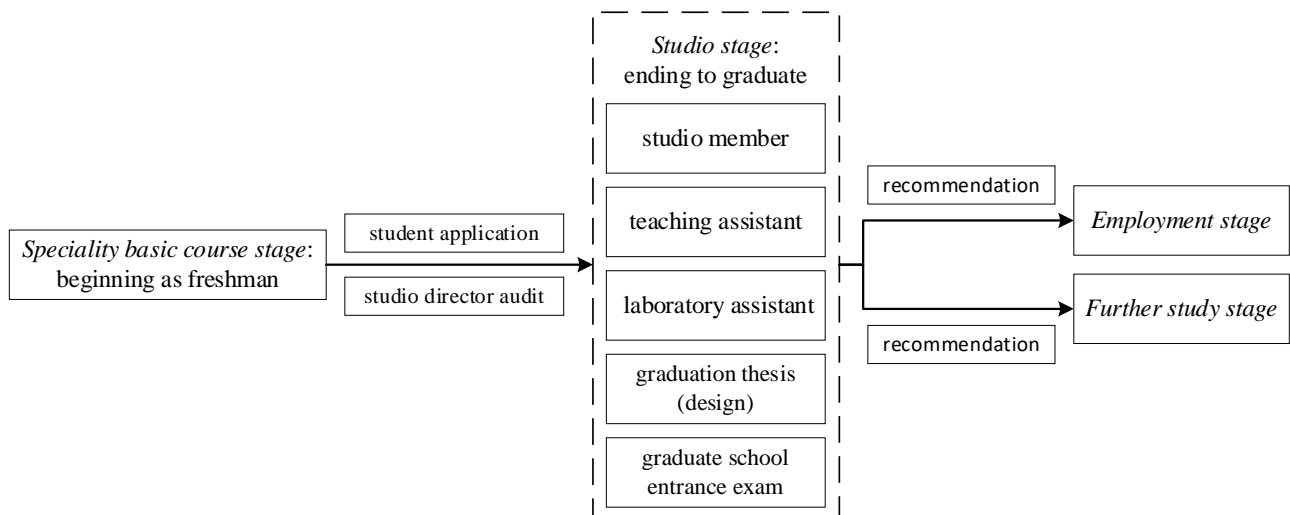 Speciality basic course stage:
beginning as freshman
student application
studio director audit
Studio stage:
ending to graduate
studio member
teaching assistant
laboratory assistant
graduation thesis
(design)
graduate school
entrance exam
recommendation
Employment stage
Further study stage
recommendation